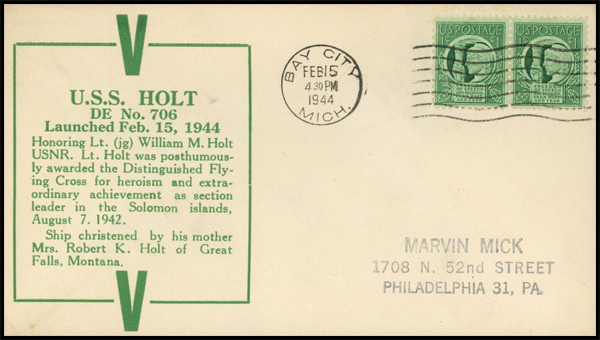 U.S.S. HOLT
DE No. 706
Launched Feb. 15, 1944
Honoring Lt. (jg) William M. Holt
USNR. Lt. Holt was posthumous-
ly awarded the Distinguished Fly-
ing Cross for heroism and extra-
ordinary achievement as section
leader in the Solomon islands,
August 7. 1942.
Ship christened by his mother
Mrs. Robert K. Holt of Great
Falls, Montana.
BAY CITY
FEB 15
4 30 PM
1944
MICH.
U.S. POSTAGE
1¢
U.S. POSTAGE
1¢
MARVIN MICK
1708 N. 52nd STREET
PHILADELPHIA 31, PA.